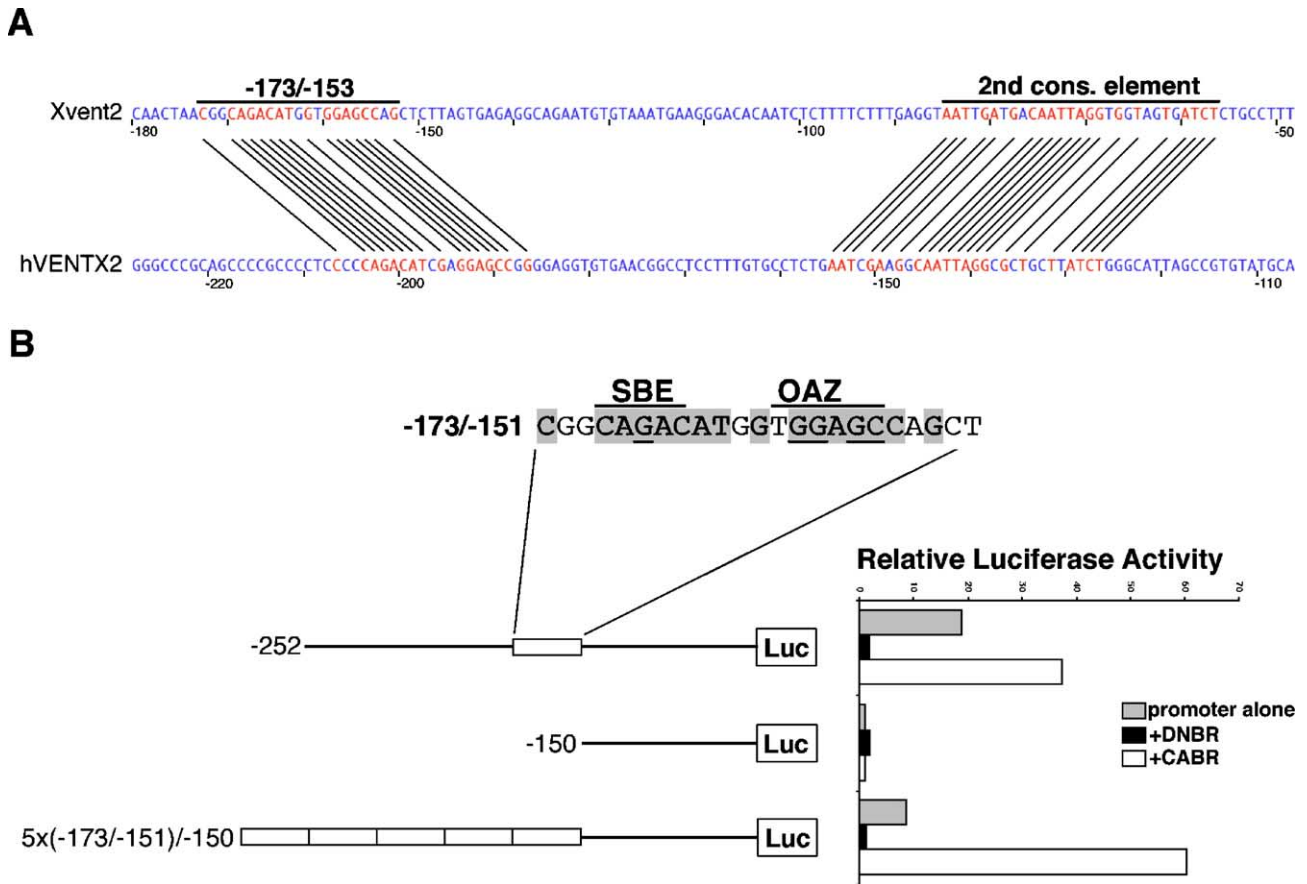 A
-173/-153 2nd cons. element
Xvent2 CAACTAACGGCAGACATGGTGGAGCCAGCTCTTAGTGAGAGGCAGAATGTGTAAATGAAGGGACACAATCTCTTTTCTTTGAGGTAATTGATGACAATTAGGTGGTAGTGATCTCTGCCTTT
-180 -150 -100 -50
hVENTX2 GGGCCCGCAGCCCCGCCCCTCCCCCAGACATCGAGGAGCCGGGGAGGTGTGAACGGCCTCCTTTGTGCCTCTGAATCGAAGGCAATTAGGCGCTGCTTATCTGGGCATTAGCCGTGTATGCA
-220 -200 -150 -110
B
SBE OAZ
-173/-151 CGGCAGACATGGTGGAGCCAGCT
Relative Luciferase Activity
0 10 20 30 40 50 60 70
-252 Luc
promoter alone
-150 Luc
+DNBR
+CABR
5x(-173/-151)/-150 Luc